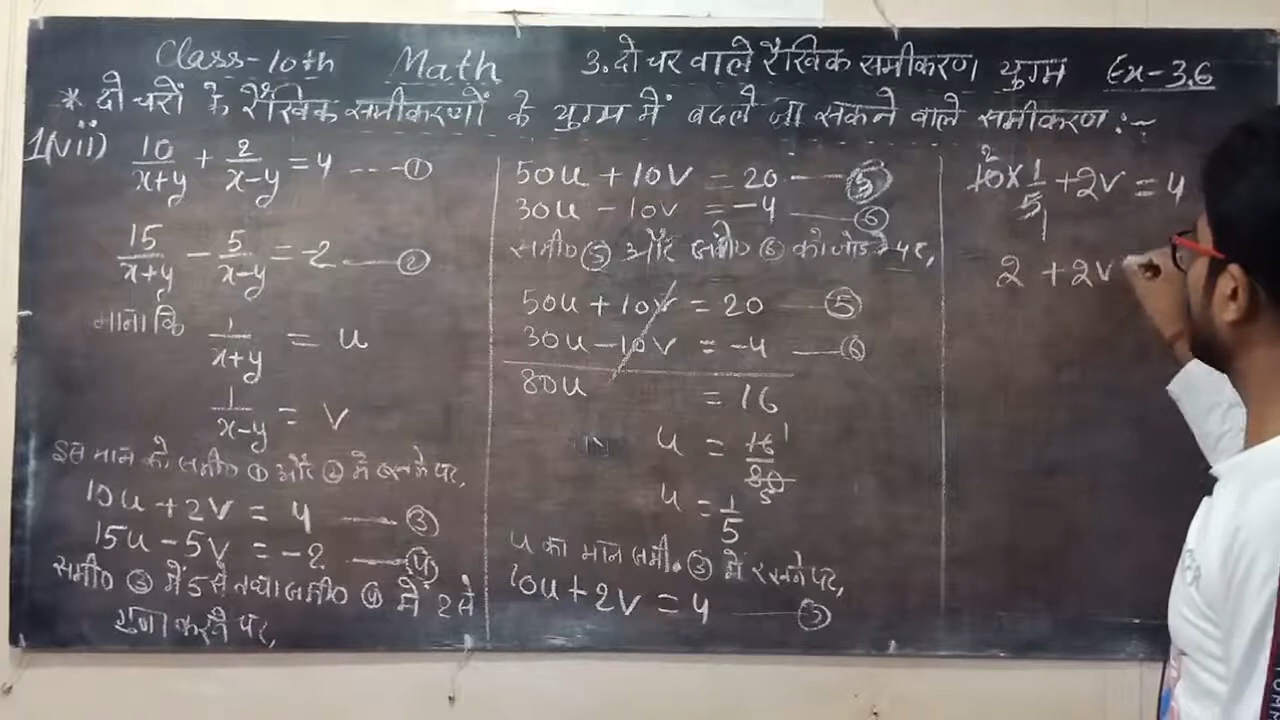 Class-10th Math 3. दो चर वाले रैखिक समीकरण युग्म Ex-3.6
* दो चरों के रैखिक समीकरणों के युग्म में बदले जा सकने वाले समीकरण:-
1(vii) 10/(x+y) + 2/(x-y) = 4 ---- ①
15/(x+y) - 5/(x-y) = -2 — ②
माना कि 1/(x+y) = u
1/(x-y) = v
इस मान को समी० ① और ② में रखने पर,
10u + 2v = 4 — ③
15u - 5v = -2 — ④
समी० ③ में 5 से तथा समी० ④ में 2 से
गुणा करने पर,
50u + 10v = 20 — ⑤
30u - 10v = -4 — ⑥
समी० ⑤ और समी० ⑥ को जोड़ने पर,
50u + 10v = 20 — ⑤
30u - 10v = -4 — ⑥
80u = 16
u = 16/80 1 5
u = 1/5
u का मान समी. ③ में रखने पर,
10u + 2v = 4 — ③
2
10 × 1/5 + 2v = 4
1
2 + 2v